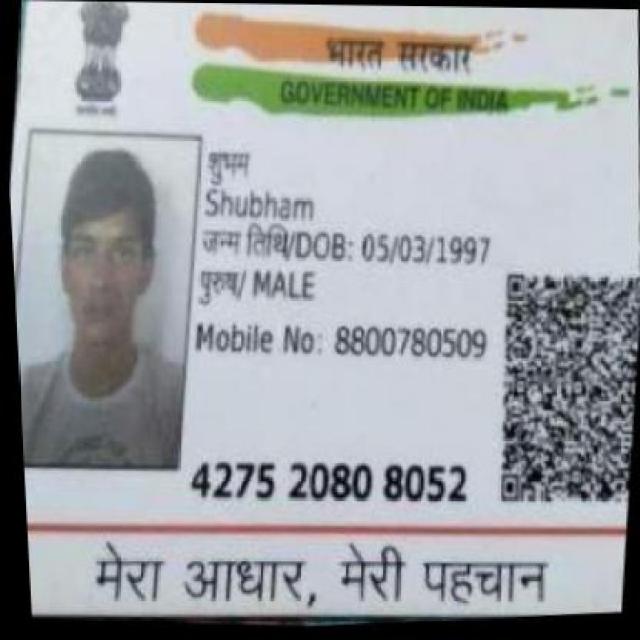 भारत सरकार
GOVERNMENT OF INDIA
शुभम
Shubham
जन्म तिथि/DOB: 05/03/1997
पुरुष/ MALE
Mobile No: 8800780509
4275 2080 8052
मेरा आधार, मेरी पहचान